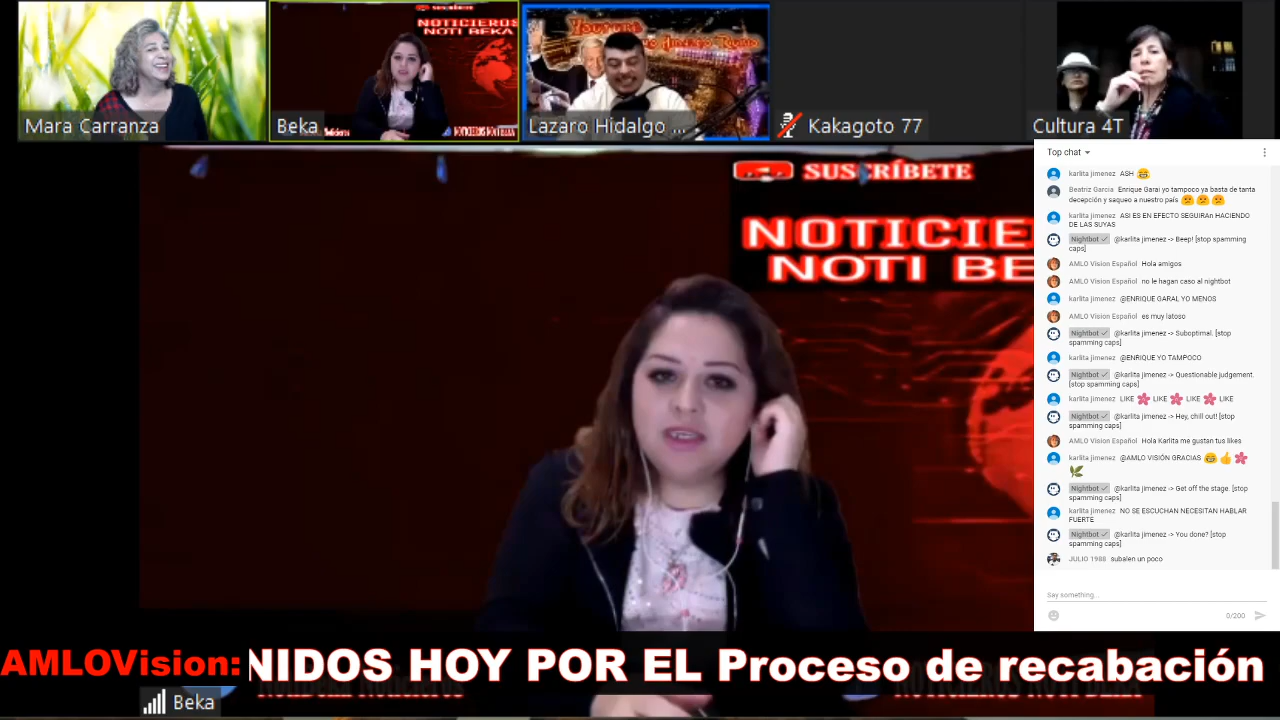 NOTICIEROS
NOTI BEKA
Mara Carranza
Beka
Lazaro Hidalgo ...
Kakagoto 77
Cultura 4T
SUSCRÍBETE
NOTICIE
NOTI BE
Top chat
karlita jimenez ASH
Beatriz Garcia Enrique Garai yo tampoco ya basta de tanta
decepción y saqueo a nuestro país
karlita jimenez ASI ES EN EFECTO SEGUIRAn HACIENDO
DE LAS SUYAS
Nightbot @karlita jimenez -> Beep! [stop spamming
caps]
AMLO Vision Español Hola amigos
AMLO Vision Español no le hagan caso al nightbot
karlita jimenez @ENRIQUE GARAL YO MENOS
AMLO Vision Español es muy latoso
Nightbot @karlita jimenez -> Suboptimal. [stop
spamming caps]
karlita jimenez @ENRIQUE YO TAMPOCO
Nightbot @karlita jimenez -> Questionable judgement.
[stop spamming caps]
karlita jimenez LIKE LIKE LIKE LIKE
Nightbot @karlita jimenez -> Hey, chill out! [stop
spamming caps]
AMLO Vision Español Hola Karlita me gustan tus likes
karlita jimenez @AMLO VISIÓN GRACIAS
Nightbot @karlita jimenez -> Get off the stage. [stop
spamming caps]
karlita jimenez NO SE ESCUCHAN NECESITAN HABLAR
FUERTE
Nightbot @karlita jimenez -> You done? [stop
spamming caps]
JULIO 1988 subalen un poco
Say something...
0/200
AMLOVision: NIDOS HOY POR EL Proceso de recabación
Beka